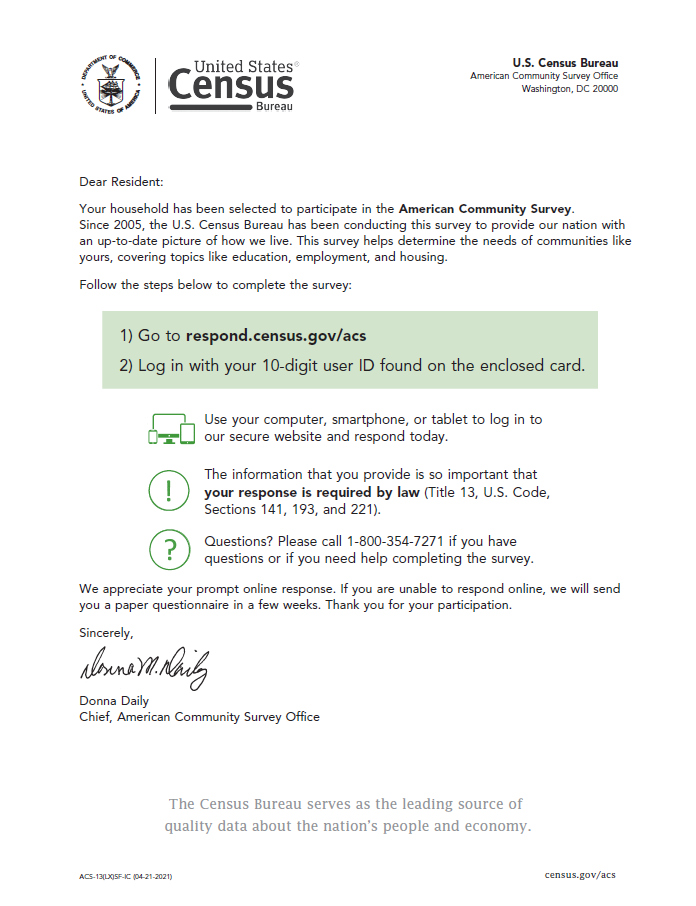 DEPARTMENT OF COMMERCE
UNITED STATES OF AMERICA
United States®
Census
Bureau
U.S. Census Bureau
American Community Survey Office
Washington, DC 20000
Dear Resident:
Your household has been selected to participate in the American Community Survey.
Since 2005, the U.S. Census Bureau has been conducting this survey to provide our nation with
an up-to-date picture of how we live. This survey helps determine the needs of communities like
yours, covering topics like education, employment, and housing.
Follow the steps below to complete the survey:
1) Go to respond.census.gov/acs
2) Log in with your 10-digit user ID found on the enclosed card.
Use your computer, smartphone, or tablet to log in to
our secure website and respond today.
!
The information that you provide is so important that
your response is required by law (Title 13, U.S. Code,
Sections 141, 193, and 221).
?
Questions? Please call 1-800-354-7271 if you have
questions or if you need help completing the survey.
We appreciate your prompt online response. If you are unable to respond online, we will send
you a paper questionnaire in a few weeks. Thank you for your participation.
Sincerely,
Donna M. Daily
Donna Daily
Chief, American Community Survey Office
The Census Bureau serves as the leading source of
quality data about the nation's people and economy.
ACS-13(LX)SF-IC (04-21-2021)
census.gov/acs